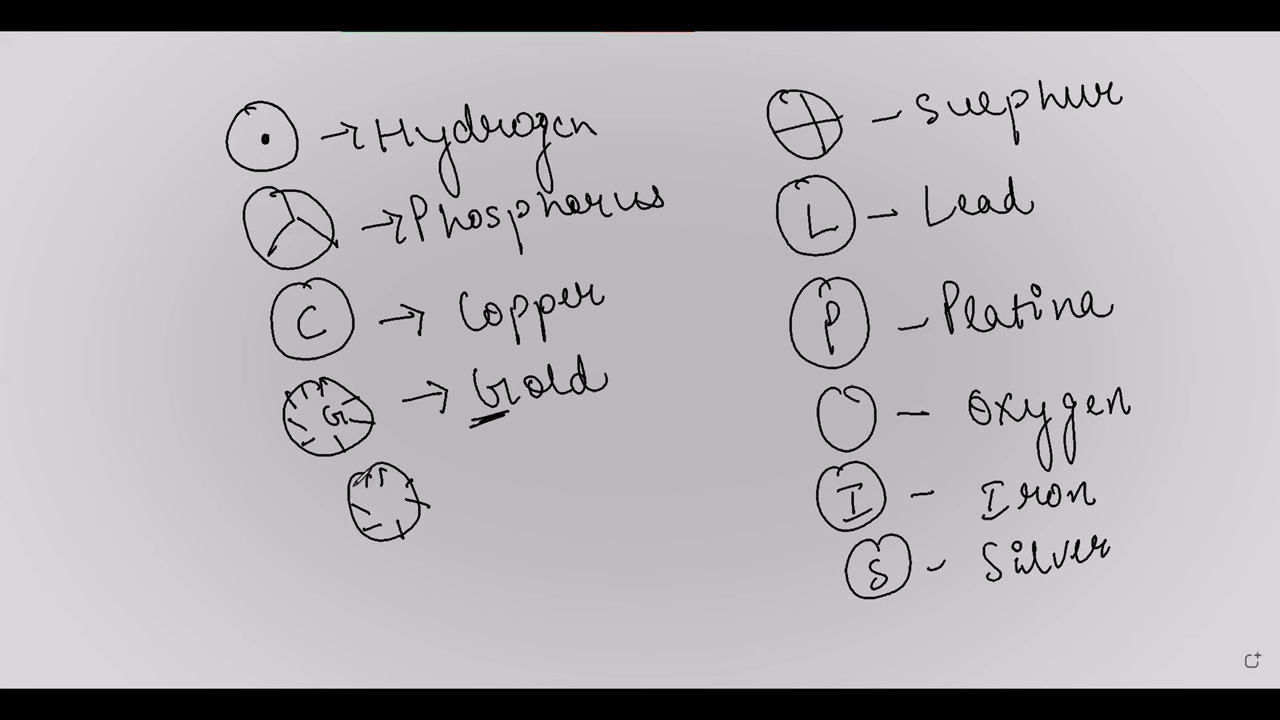 → Hydrogen
→ Phosphorus
C → Copper
G → Gold
– Sulphur
L – Lead
P – Platina
– Oxygen
I – Iron
S – Silver